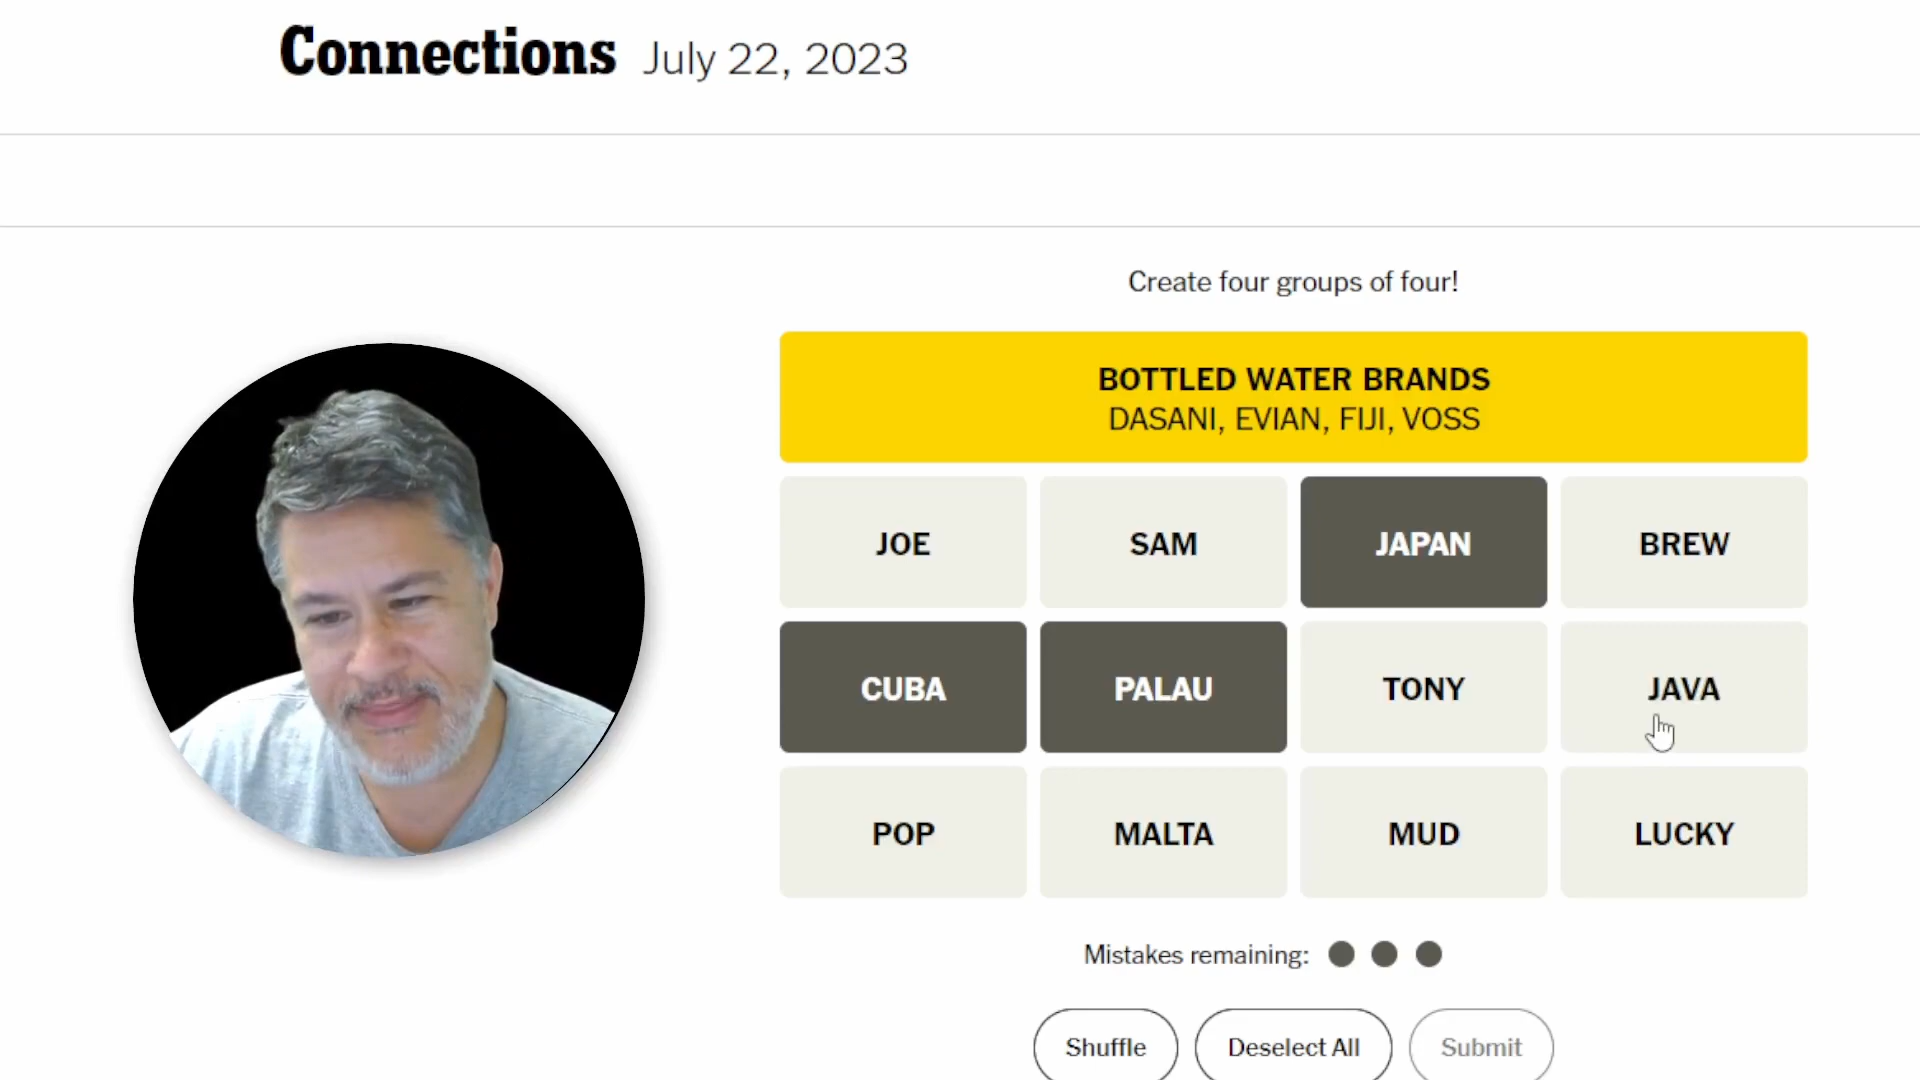 Connections July 22, 2023
Create four groups of four!
BOTTLED WATER BRANDS
DASANI, EVIAN, FIJI, VOSS
JOE SAM JAPAN BREW
CUBA PALAU TONY JAVA
POP MALTA MUD LUCKY
Mistakes remaining:
Shuffle Deselect All Submit